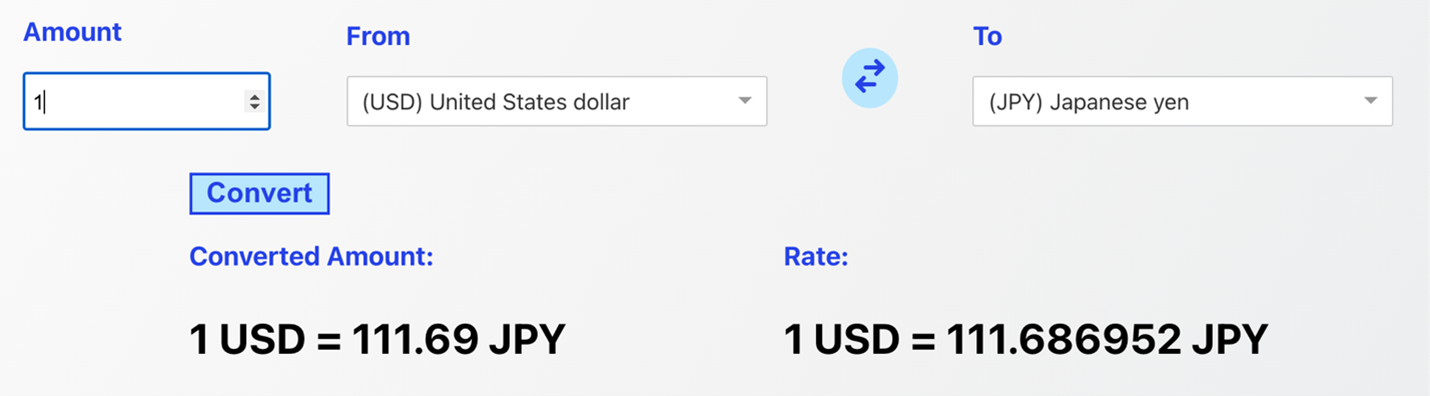 Amount
From
To
1
(USD) United States dollar
(JPY) Japanese yen
Convert
Converted Amount:
Rate:
1 USD = 111.69 JPY
1 USD = 111.686952 JPY